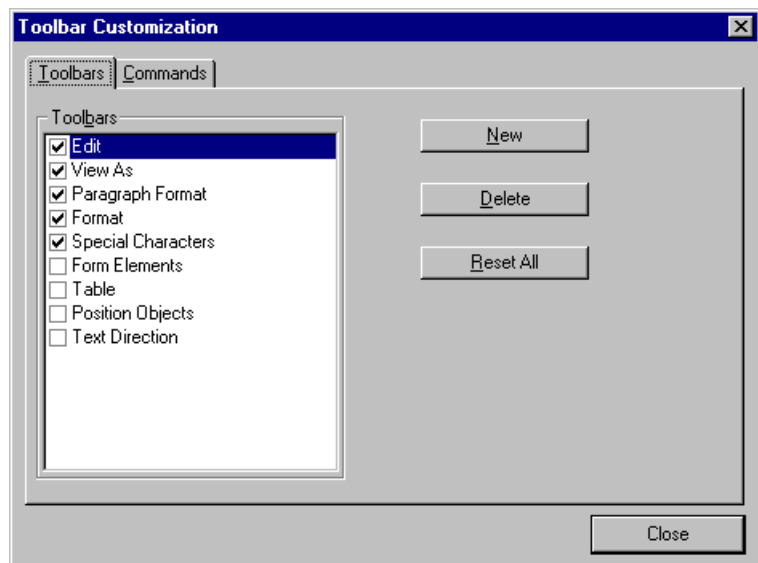 Toolbar Customization
Toolbars Commands
Toolbars
Edit
View As
Paragraph Format
Format
Special Characters
Form Elements
Table
Position Objects
Text Direction
New
Delete
Reset All
Close